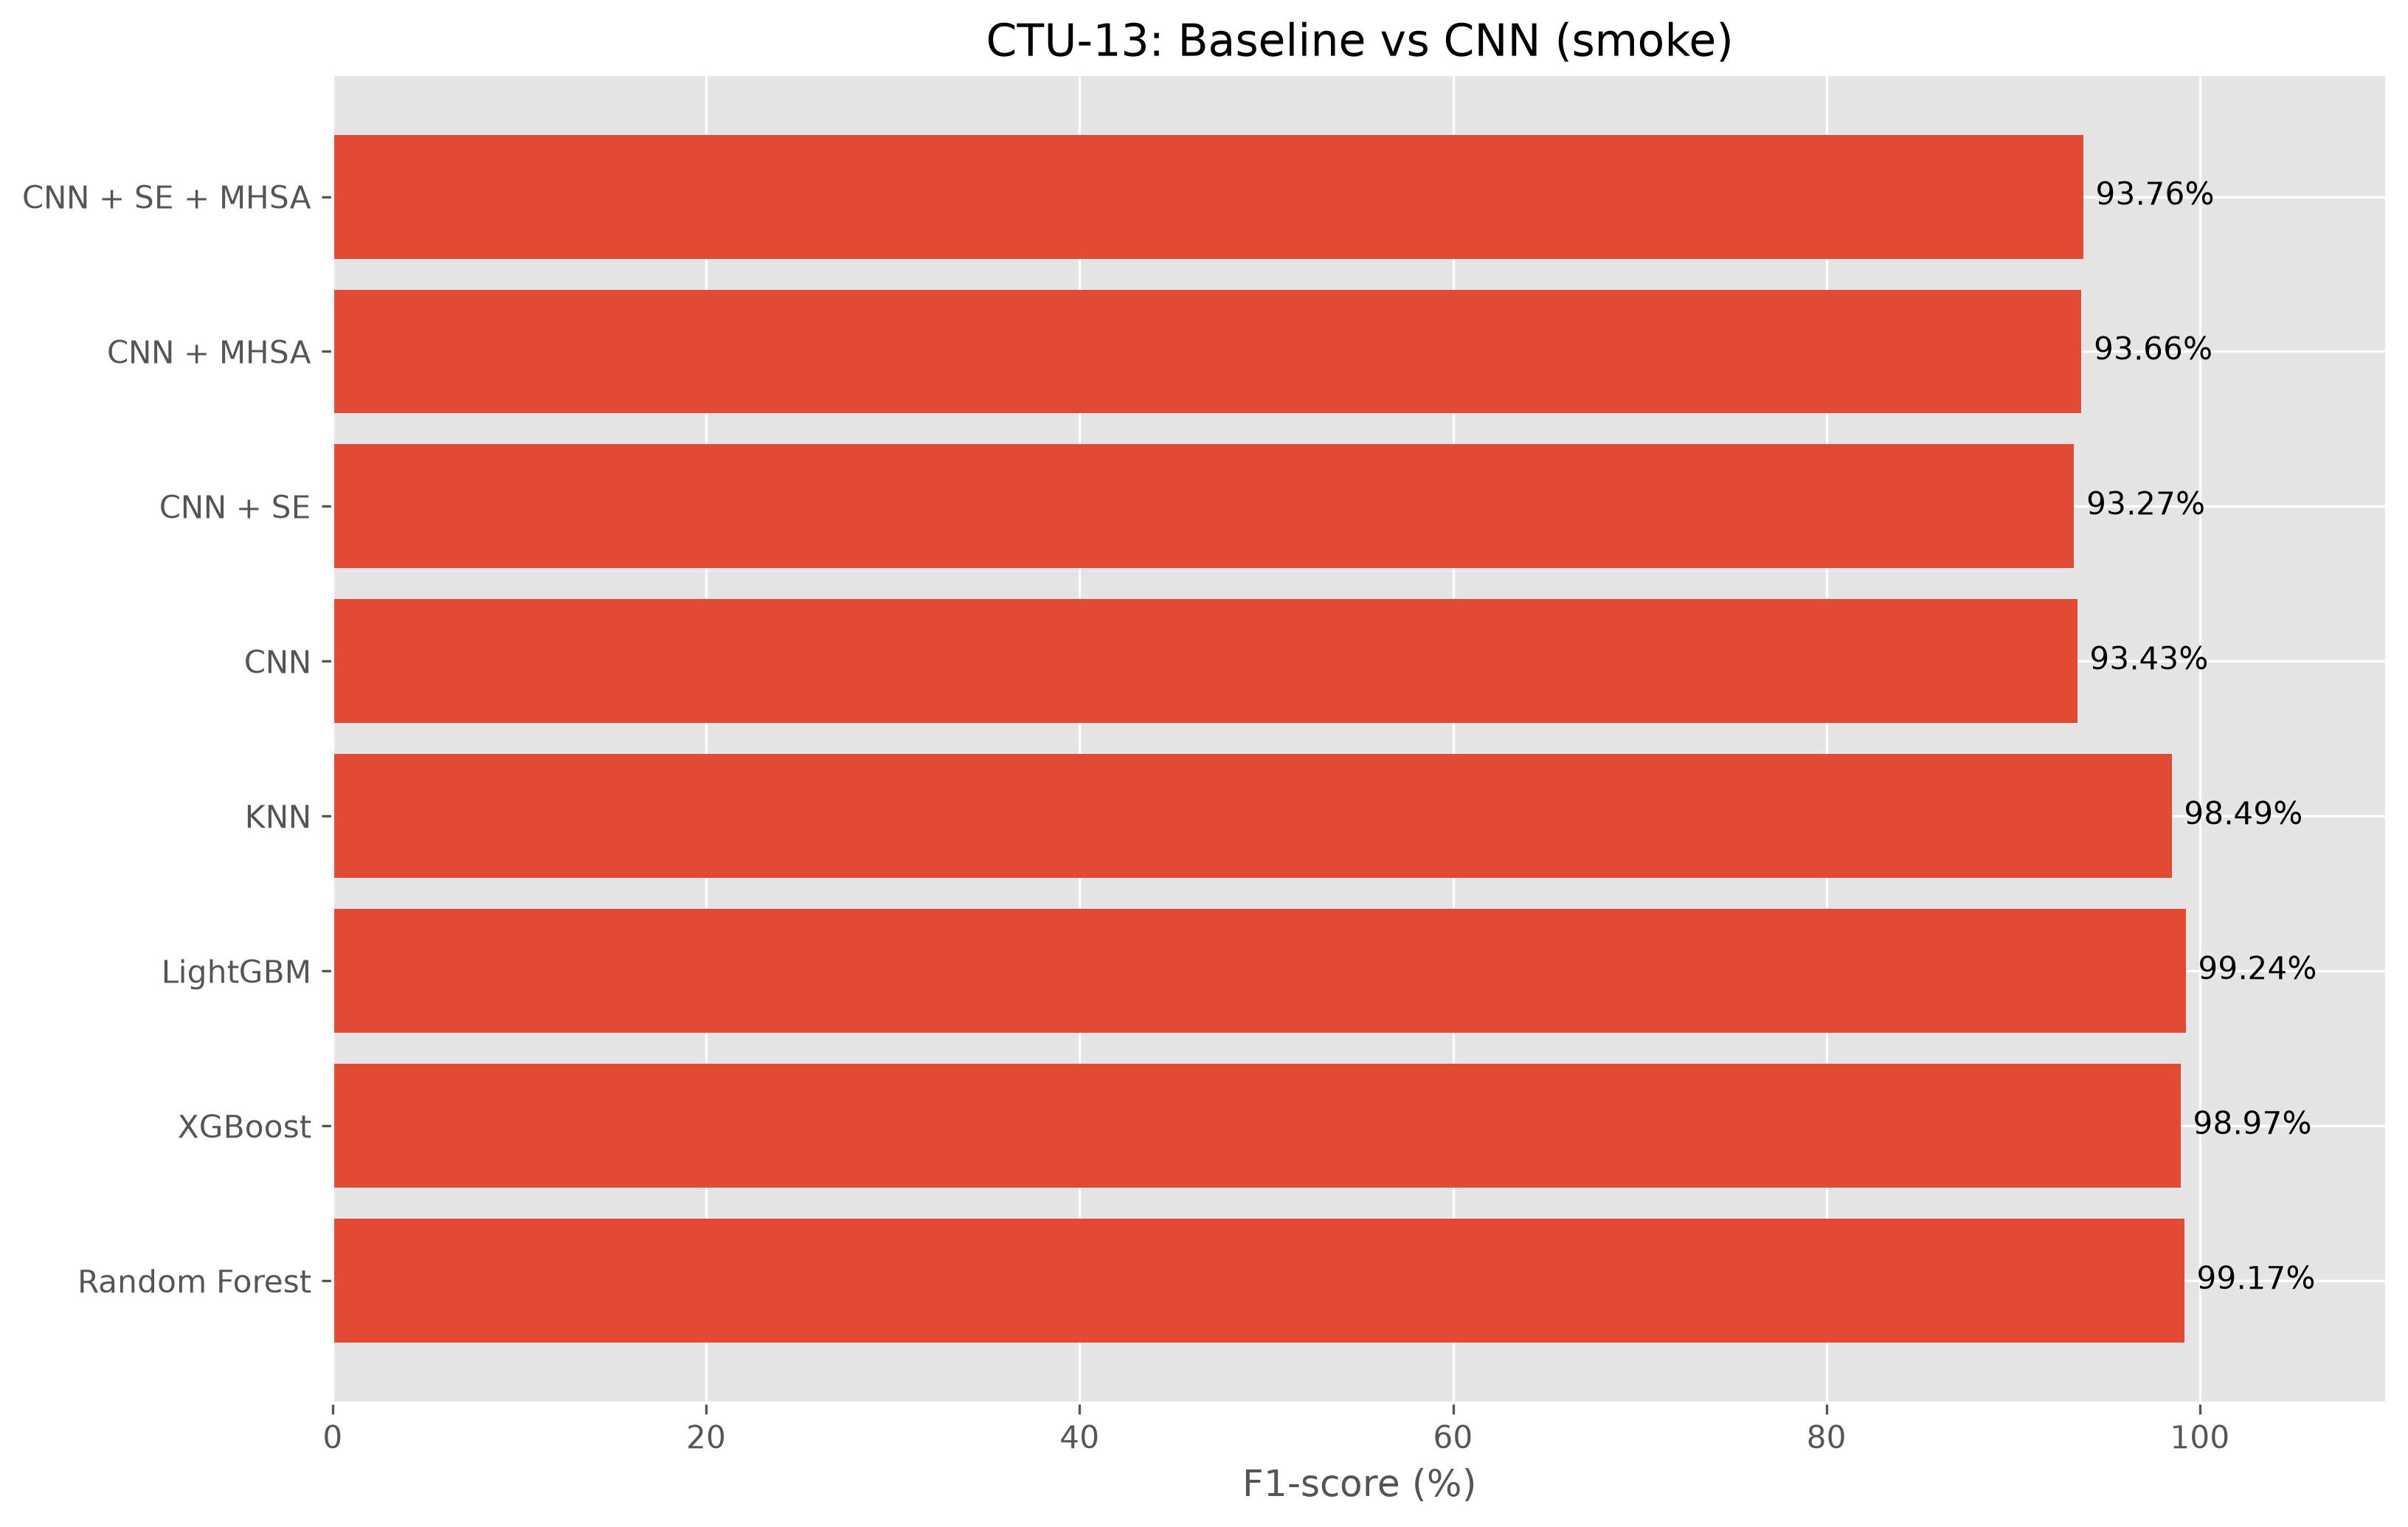 CTU-13: Baseline vs CNN (smoke)
CNN + SE + MHSA 93.76%
CNN + MHSA 93.66%
CNN + SE 93.27%
CNN 93.43%
KNN 98.49%
LightGBM 99.24%
XGBoost 98.97%
Random Forest 99.17%
0 20 40 60 80 100
F1-score (%)